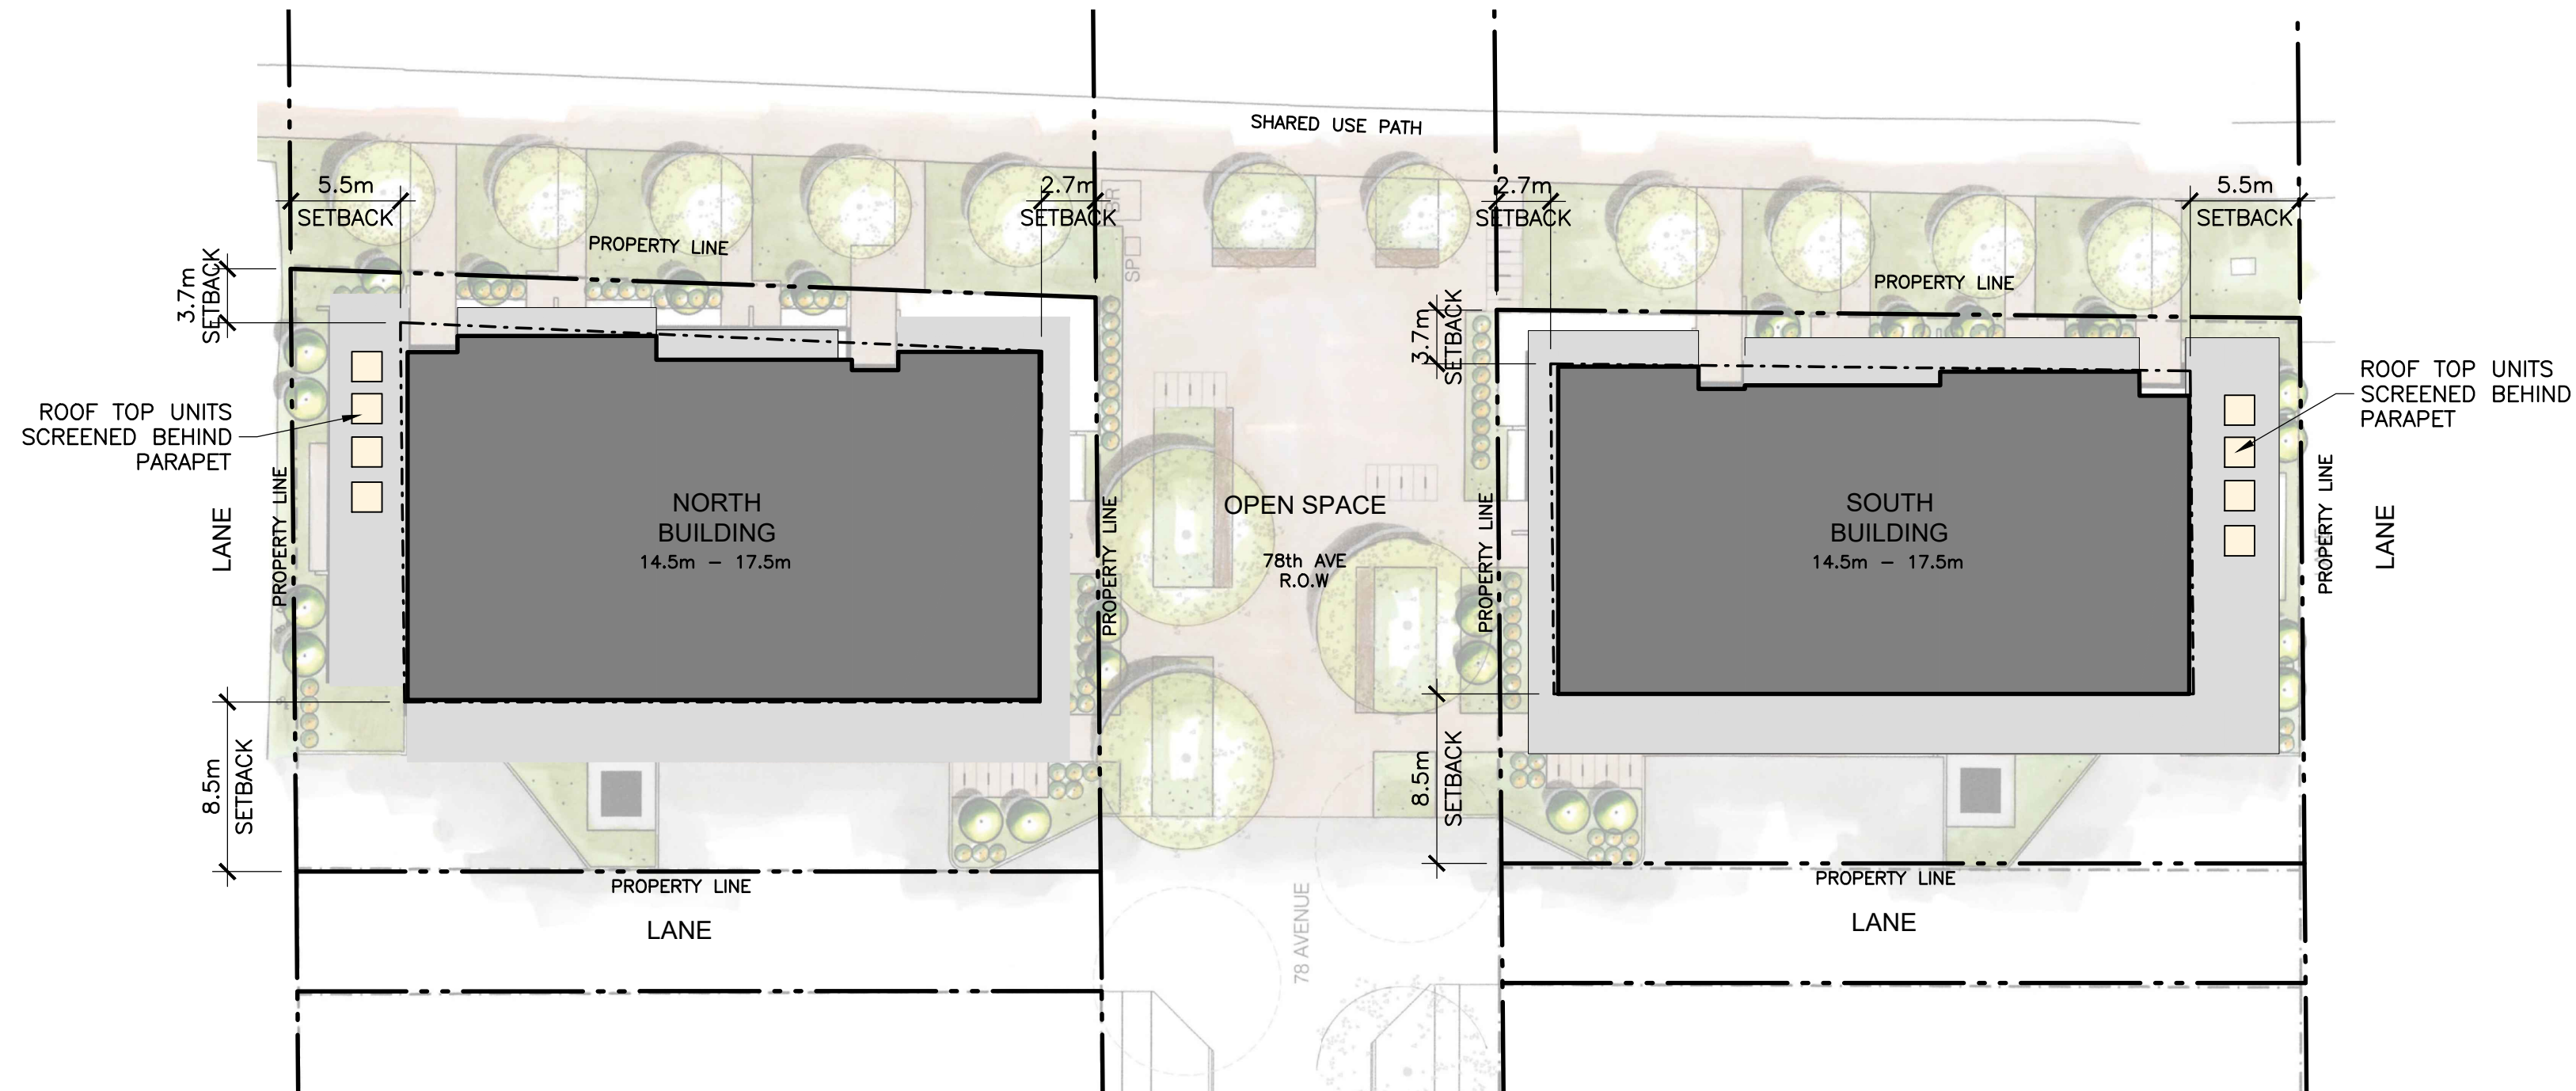 SHARED USE PATH
5.5m
SETBACK
2.7m
SETBACK
BR
SP
2.7m
SETBACK
5.5m
SETBACK
PROPERTY LINE
PROPERTY LINE
3.7m
SETBACK
3.7m
SETBACK
ROOF TOP UNITS
SCREENED BEHIND
PARAPET
ROOF TOP UNITS
SCREENED BEHIND
PARAPET
LANE
PROPERTY LINE
NORTH
BUILDING
14.5m - 17.5m
PROPERTY LINE
OPEN SPACE
78th AVE
R.O.W
PROPERTY LINE
SOUTH
BUILDING
14.5m - 17.5m
PROPERTY LINE
LANE
8.5m
SETBACK
8.5m
SETBACK
PROPERTY LINE
LANE
78 AVENUE
PROPERTY LINE
LANE